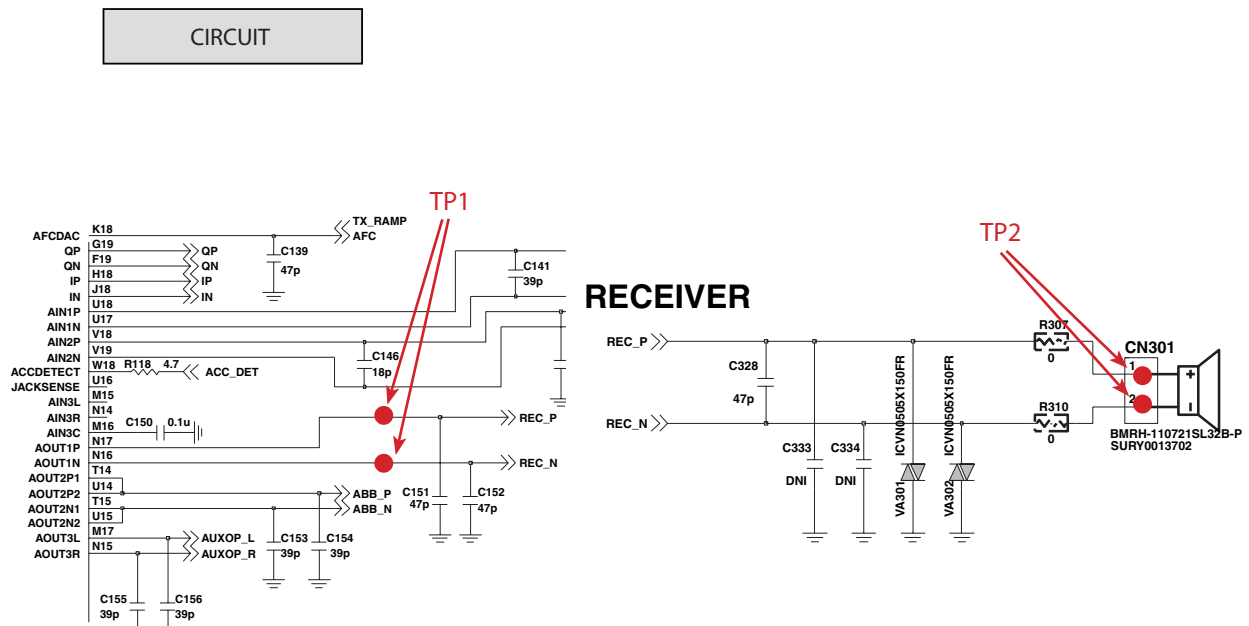 CIRCUIT
TP1
TP2
RECEIVER
AFCDAC
K18
TX_RAMP
AFC
QP
G19
QP
C139
47p
QN
F19
QN
IP
H18
IP
IN
J18
IN
AIN1P
U18
AIN1N
U17
C141
39p
AIN2P
V18
AIN2N
V19
C146
18p
ACCDETECT
W18
R118
4.7
ACC_DET
JACKSENSE
U16
AIN3L
M15
AIN3R
N14
REC_P
AIN3C
M16
C150
0.1u
AOUT1P
N17
AOUT1N
N16
REC_N
AOUT2P1
T14
AOUT2P2
U14
ABB_P
C151
47p
C152
47p
AOUT2N1
T15
ABB_N
AOUT2N2
U15
AOUT3L
M17
AUXOP_L
C153
39p
C154
39p
AOUT3R
N15
AUXOP_R
C155
39p
C156
39p
REC_P
R307
0
CN301
1
2
+
–
C328
47p
REC_N
R310
0
BMRH-110721SL32B-P
SURY0013702
C333
DNI
C334
DNI
VA301
ICVN0505X150FR
VA302
ICVN0505X150FR